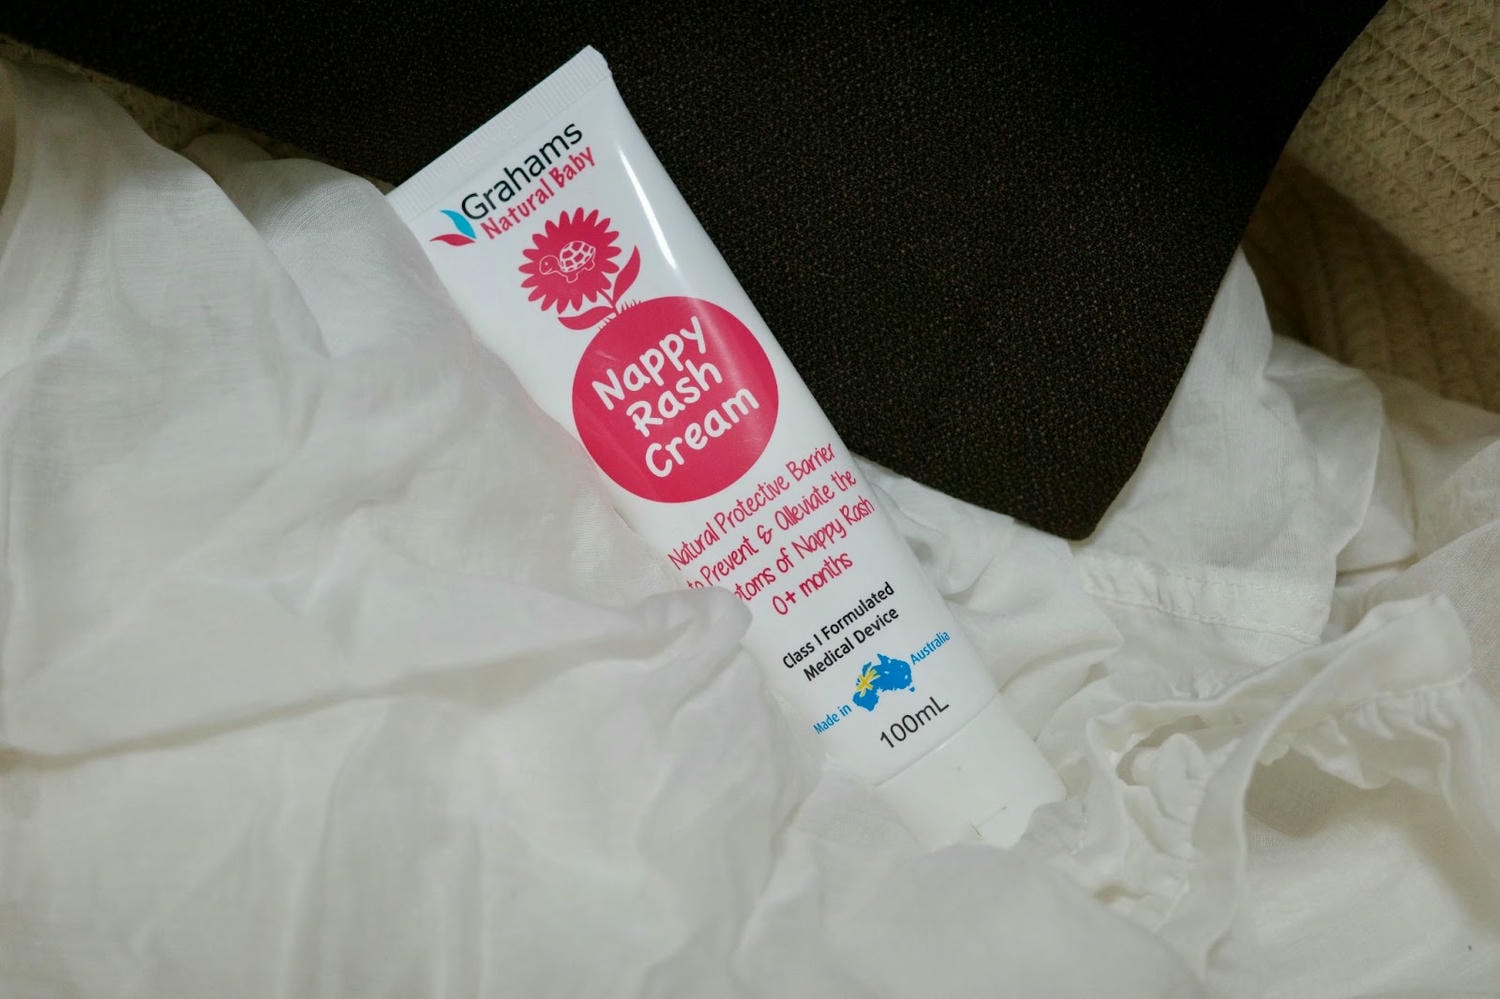 Grahams
Natural Baby
Nappy
Rash
Cream
Natural Protective Barrier
to Prevent & Alleviate the
of Nappy Rash
0+ months
Class I Formulated
Medical Device
Made in Australia
100mL